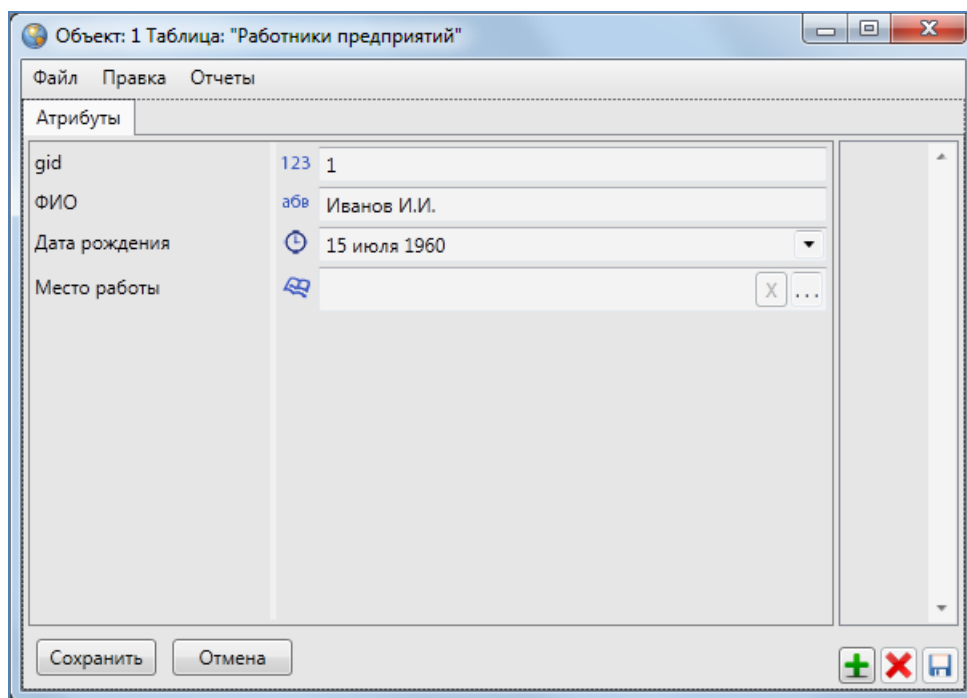 Объект: 1 Таблица: "Работники предприятий"
Файл Правка Отчеты
Атрибуты
gid 123 1
ФИО абв Иванов И.И.
Дата рождения 15 июля 1960
Место работы X ...
Сохранить Отмена